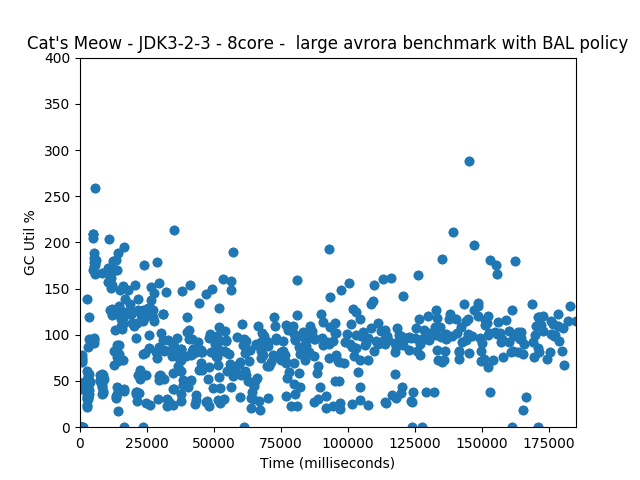 Cat's Meow - JDK3-2-3 - 8core -  large avrora benchmark with BAL policy
400
350
300
250
200
150
100
50
0
GC Util %
0 25000 50000 75000 100000 125000 150000 175000
Time (milliseconds)